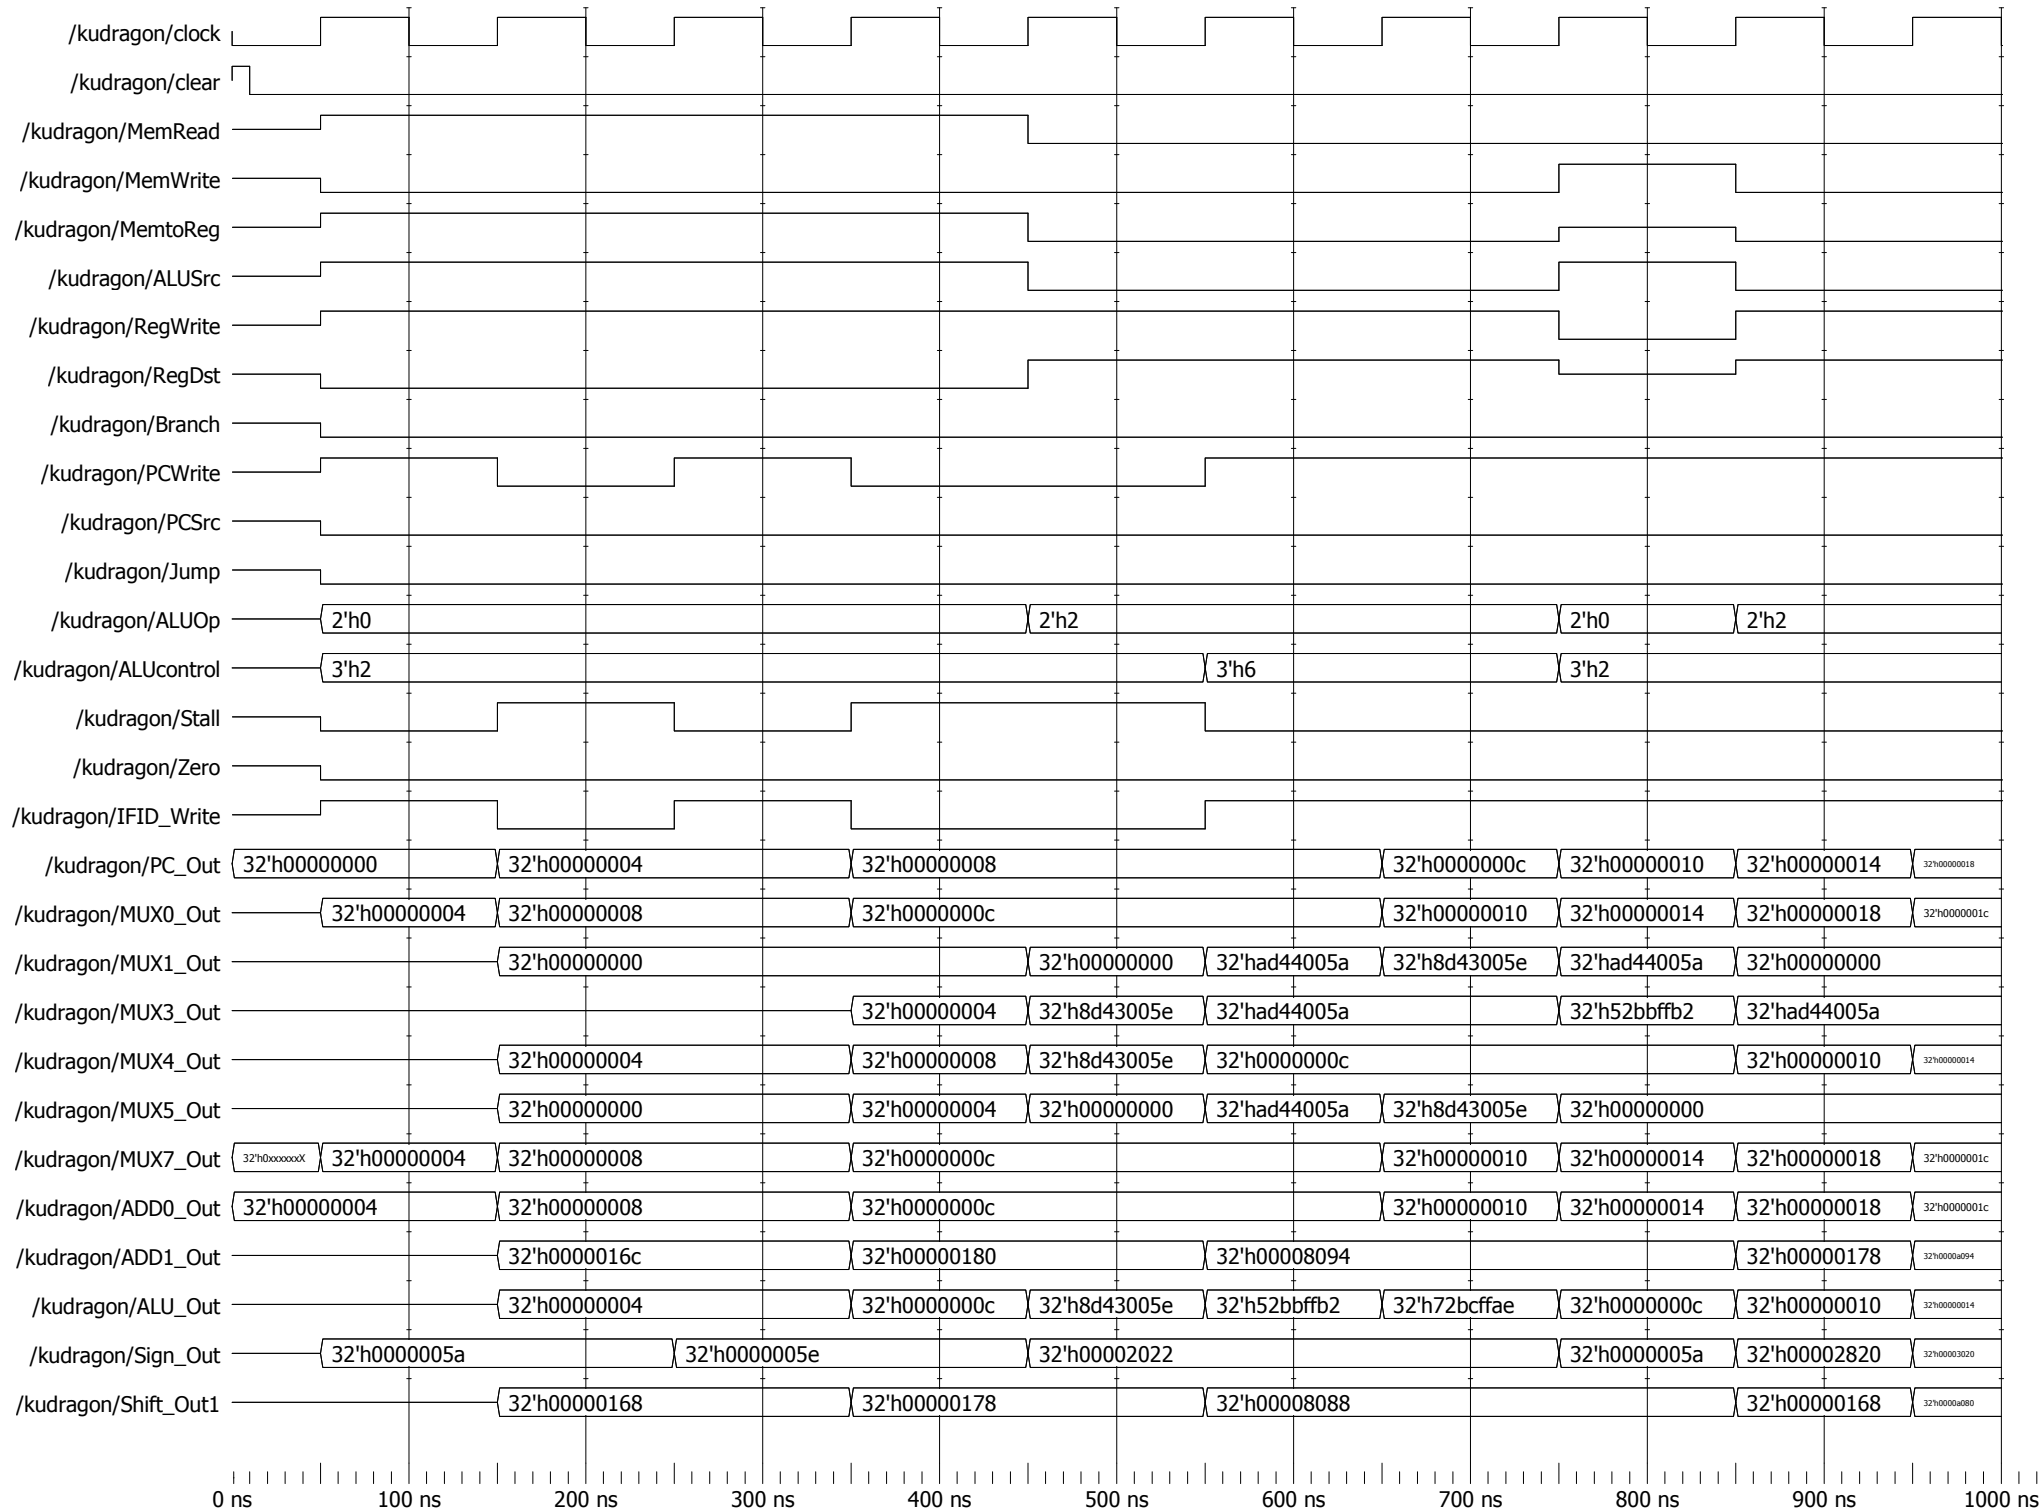 /kudragon/clock
/kudragon/clear
/kudragon/MemRead
/kudragon/MemWrite
/kudragon/MemtoReg
/kudragon/ALUSrc
/kudragon/RegWrite
/kudragon/RegDst
/kudragon/Branch
/kudragon/PCWrite
/kudragon/PCSrc
/kudragon/Jump
/kudragon/ALUOp 2'h0 2'h2 2'h0 2'h2
/kudragon/ALUcontrol 3'h2 3'h6 3'h2
/kudragon/Stall
/kudragon/Zero
/kudragon/IFID_Write
/kudragon/PC_Out 32'h00000000 32'h00000004 32'h00000008 32'h0000000c 32'h00000010 32'h00000014 32'h00000018
/kudragon/MUX0_Out 32'h00000004 32'h00000008 32'h0000000c 32'h00000010 32'h00000014 32'h00000018 32'h0000001c
/kudragon/MUX1_Out 32'h00000000 32'h00000000 32'had44005a 32'h8d43005e 32'had44005a 32'h00000000
/kudragon/MUX3_Out 32'h00000004 32'h8d43005e 32'had44005a 32'h52bbffb2 32'had44005a
/kudragon/MUX4_Out 32'h00000004 32'h00000008 32'h8d43005e 32'h0000000c 32'h00000010 32'h00000014
/kudragon/MUX5_Out 32'h00000000 32'h00000004 32'h00000000 32'had44005a 32'h8d43005e 32'h00000000
/kudragon/MUX7_Out 32'h0xxxxxxX 32'h00000004 32'h00000008 32'h0000000c 32'h00000010 32'h00000014 32'h00000018 32'h0000001c
/kudragon/ADD0_Out 32'h00000004 32'h00000008 32'h0000000c 32'h00000010 32'h00000014 32'h00000018 32'h0000001c
/kudragon/ADD1_Out 32'h0000016c 32'h00000180 32'h00008094 32'h00000178 32'h0000a094
/kudragon/ALU_Out 32'h00000004 32'h0000000c 32'h8d43005e 32'h52bbffb2 32'h72bcffae 32'h0000000c 32'h00000010 32'h00000014
/kudragon/Sign_Out 32'h0000005a 32'h0000005e 32'h00002022 32'h0000005a 32'h00002820 32'h00003020
/kudragon/Shift_Out1 32'h00000168 32'h00000178 32'h00008088 32'h00000168 32'h0000a080
0 ns 100 ns 200 ns 300 ns 400 ns 500 ns 600 ns 700 ns 800 ns 900 ns 1000 ns